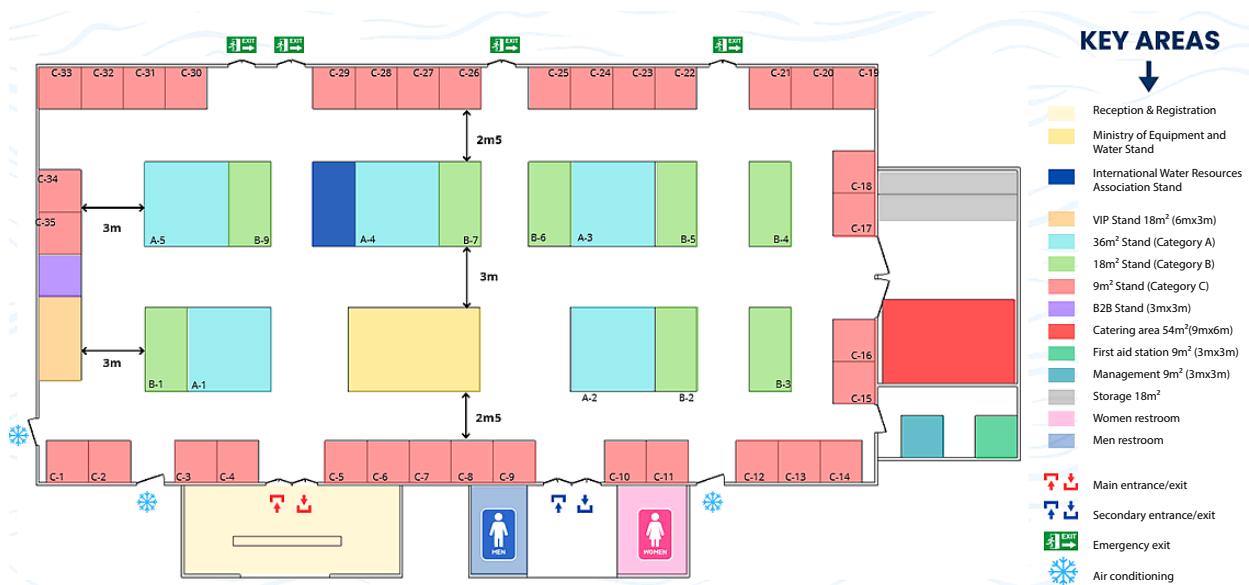 EXIT
EXIT
EXIT
EXIT
KEY AREAS
C-33 C-32 C-31 C-30 C-29 C-28 C-27 C-26 C-25 C-24 C-23 C-22 C-21 C-20 C-19
Reception & Registration
Ministry of Equipment and
Water Stand
International Water Resources
Association Stand
VIP Stand 18m² (6mx3m)
36m² Stand (Category A)
18m² Stand (Category B)
9m² Stand (Category C)
B2B Stand (3mx3m)
Catering area 54m²(9mx6m)
First aid station 9m² (3mx3m)
Management 9m² (3mx3m)
Storage 18m²
Women restroom
Men restroom
Main entrance/exit
Secondary entrance/exit
EXIT
Emergency exit
Air conditioning
2m5
C-34
C-18
C-35
3m
C-17
A-5 B-9 A-4 B-7 B-6 A-3 B-5 B-4
3m
C-16
3m
B-1 A-1 B-3
A-2 B-2
C-15
2m5
C-1 C-2 C-3 C-4 C-5 C-6 C-7 C-8 C-9 C-10 C-11 C-12 C-13 C-14
MEN
WOMEN